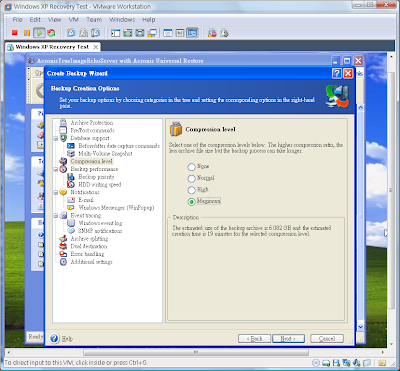 Windows XP Recovery Test - VMware Workstation
File Edit View VM Team Windows Help
Windows XP Recovery Test
AcronisTrueImageEchoServer with Acronis Universal Restore
Create Backup Wizard
Backup Creation Options
Set your backup options by choosing categories in the tree and setting the corresponding options in the right-hand pane.
Archive Protection
Pre/Post commands
Database support
Before/after data capture commands
Multi-Volume Snapshot
Compression level
Backup performance
Backup priority
HDD writing speed
Notifications
E-mail
Windows Messenger (WinPopup)
Event tracing
Windows event log
SNMP notifications
Archive splitting
Dual destination
Error handling
Additional settings
Compression level
Select one of the compression levels below. The higher compression ratio, the less archive file size but the backup process can take longer.
None
Normal
High
Maximum
Description
The estimated size of the backup archive is 6.082 GB and the estimated creation time is 19 minutes for the selected compression level.
Help
< Back
Next >
Cancel
Ready
To direct input to this VM, click inside or press Ctrl+G.